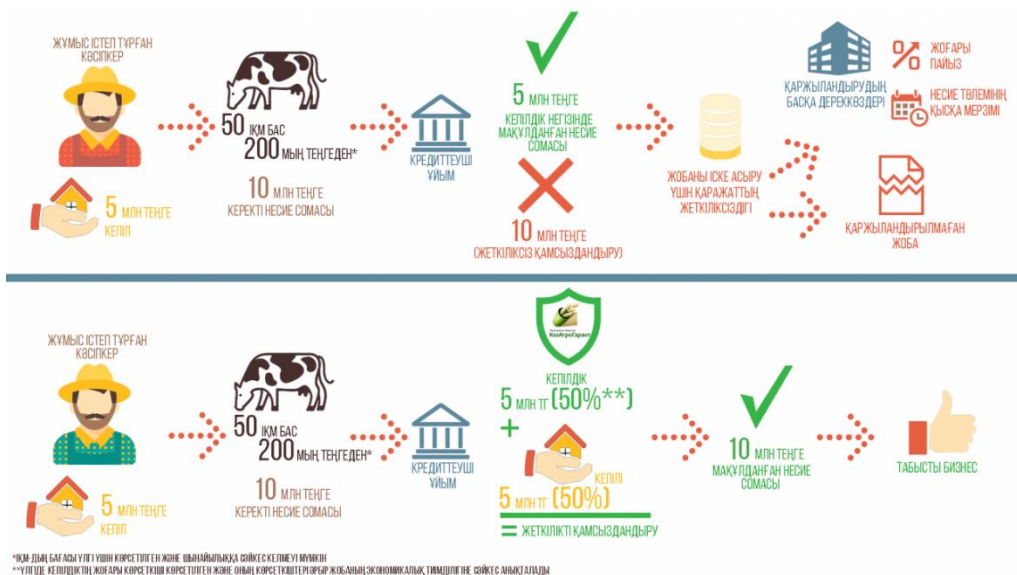 ЖҰМЫС ІСТЕП ТҰРҒАН
КӘСІПКЕР
5 МЛН ТЕҢГЕ
КЕПІЛ
50 ІҚМ БАС
200 МЫҢ ТЕҢГЕДЕН*
10 МЛН ТЕҢГЕ
КЕРЕКТІ НЕСИЕ СОМАСЫ
КРЕДИТТЕУШІ
ҰЙЫМ
5 МЛН ТЕҢГЕ
КЕПІЛДІК НЕГІЗІНДЕ
МАҚҰЛДАНҒАН НЕСИЕ
СОМАСЫ
10 МЛН ТЕҢГЕ
(ЖЕТКІЛІКСІЗ ҚАМСЫЗДАНДЫРУ)
ЖОБАНЫ ІСКЕ АСЫРУ
ҮШІН ҚАРАЖАТТЫҢ
ЖЕТКІЛІКСІЗДІГІ
ҚАРЖЫЛАНДЫРУДЫҢ
БАСҚА ДЕРЕККӨЗДЕРІ
ЖОҒАРЫ
ПАЙЫЗ
НЕСИЕ ТӨЛЕМІНІҢ
ҚЫСҚА МЕРЗІМІ
ҚАРЖЫЛАНДЫРЫЛМАҒАН
ЖОБА
ЖҰМЫС ІСТЕП ТҰРҒАН
КӘСІПКЕР
5 МЛН ТЕҢГЕ
КЕПІЛ
50 ІҚМ БАС
200 МЫҢ ТЕҢГЕДЕН*
10 МЛН ТЕҢГЕ
КЕРЕКТІ НЕСИЕ СОМАСЫ
КРЕДИТТЕУШІ
ҰЙЫМ
КазАгроГарант
КЕПІЛДІК
5 МЛН ТГ (50%**)
+
КЕПІЛІ
5 МЛН ТГ (50%)
= ЖЕТКІЛІКТІ ҚАМСЫЗДАНДЫРУ
10 МЛН ТЕҢГЕ
МАҚҰЛДАНҒАН НЕСИЕ
СОМАСЫ
ТАБЫСТЫ БИЗНЕС
*ІҚМ-ДЫҢ БАҒАСЫ ҮЛГІ ҮШІН КӨРСЕТІЛГЕН ЖӘНЕ ШЫНАЙЫЛЫҚҚА СӘЙКЕС КЕЛМЕУІ МҮМКІН
**ҮЛГІДЕ КЕПІЛДІКТІҢ ЖОҒАРЫ КӨРСЕТКІШІ КӨРСЕТІЛГЕН ЖӘНЕ ОНЫҢ КӨРСЕТКІШТЕРІ ӘРБІР ЖОБАНЫҢ ЭКОНОМИКАЛЫҚ ТИІМДІЛІГІНЕ СӘЙКЕС АНЫҚТАЛАДЫ